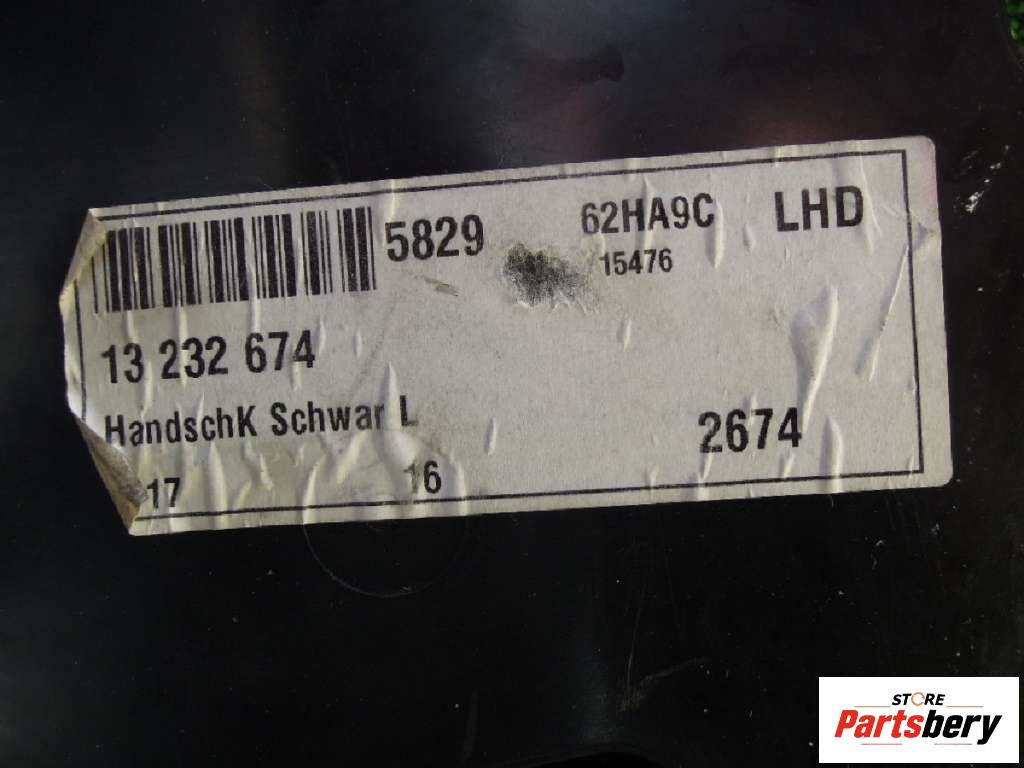 5829 62HA9C LHD
15476
13 232 674
HandschK Schwar L
2674
17 16
STORE
Partsbery